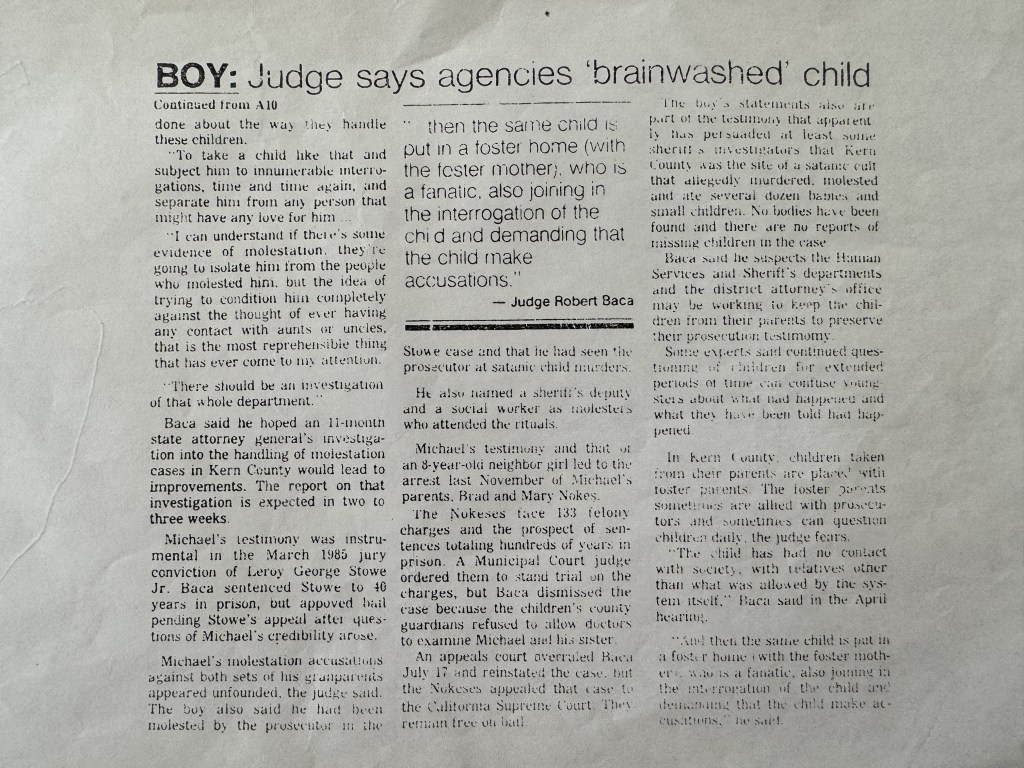 BOY: Judge says agencies 'brainwashed' child
Continued from A10
done about the way they handle
these children.
"To take a child like that and
subject him to innumerable interro-
gations, time and time again, and
separate him from any person that
might have any love for him ...
"I can understand if there's some
evidence of molestation, they're
going to isolate him from the people
who molested him, but the idea of
trying to condition him completely
against the thought of ever having
any contact with aunts or uncles,
that is the most reprehensible thing
that has ever come to my attention.
"There should be an investigation
of that whole department."
Baca said he hoped an 11-month
state attorney general's investiga-
tion into the handling of molestation
cases in Kern County would lead to
improvements. The report on that
investigation is expected in two to
three weeks.
Michael's testimony was instru-
mental in the March 1985 jury
conviction of Leroy George Stowe
Jr. Baca sentenced Stowe to 40
years in prison, but appoved bail
pending Stowe's appeal after ques-
tions of Michael's credibility arose.
Michael's molestation accusations
against both sets of his granparents
appeared unfounded, the judge said.
The boy also said he had been
molested by the prosecutor in the
" then the same child is
put in a foster home (with
the foster mother), who is
a fanatic, also joining in
the interrogation of the
chi d and demanding that
the child make
accusations."
— Judge Robert Baca
Stowe case and that he had seen the
prosecutor at satanic child murders.
He also named a sheriff's deputy
and a social worker as molesters
who attended the rituals.
Michael's testimony and that of
an 8-year-old neighbor girl led to the
arrest last November of Michael's
parents, Brad and Mary Nokes.
The Nokeses face 133 felony
charges and the prospect of sen-
tences totaling hundreds of years in
prison. A Municipal Court judge
ordered them to stand trial on the
charges, but Baca dismissed the
case because the children's county
guardians refused to allow doctors
to examine Michael and his sister.
An appeals court overruled Baca
July 17 and reinstated the case, but
the Nokeses appealed that case to
the California Supreme Court. They
remain free on bail.
The boy's statements also are
part of the testimony that apparent
ly has persuaded at least some
sheriff's investigators that Kern
County was the site of a satanic cult
that allegedly murdered, molested
and ate several dozen babies and
small children. No bodies have been
found and there are no reports of
missing children in the case
Baca said he suspects the Human
Services and Sheriff's departments
and the district attorney's office
may be working to keep the chil-
dren from their parents to preserve
their prosecution testimomy.
Some experts said continued ques-
tioning of children for extended
periods of time can confuse young-
sters about what had happened and
what they have been told had hap-
pened.
In Kern County, children taken
from their parents are placed with
foster parents. The foster parents
sometimes are allied with prosecu-
tors and sometimes can question
children daily, the judge fears.
"The child has had no contact
with society, with relatives other
than what was allowed by the sys-
tem itself," Baca said in the April
hearing.
"And then the same child is put in
a foster home (with the foster moth-
er), who is a fanatic, also joining in
the interrogation of the child and
demanding that the child make ac-
cusations," he said.